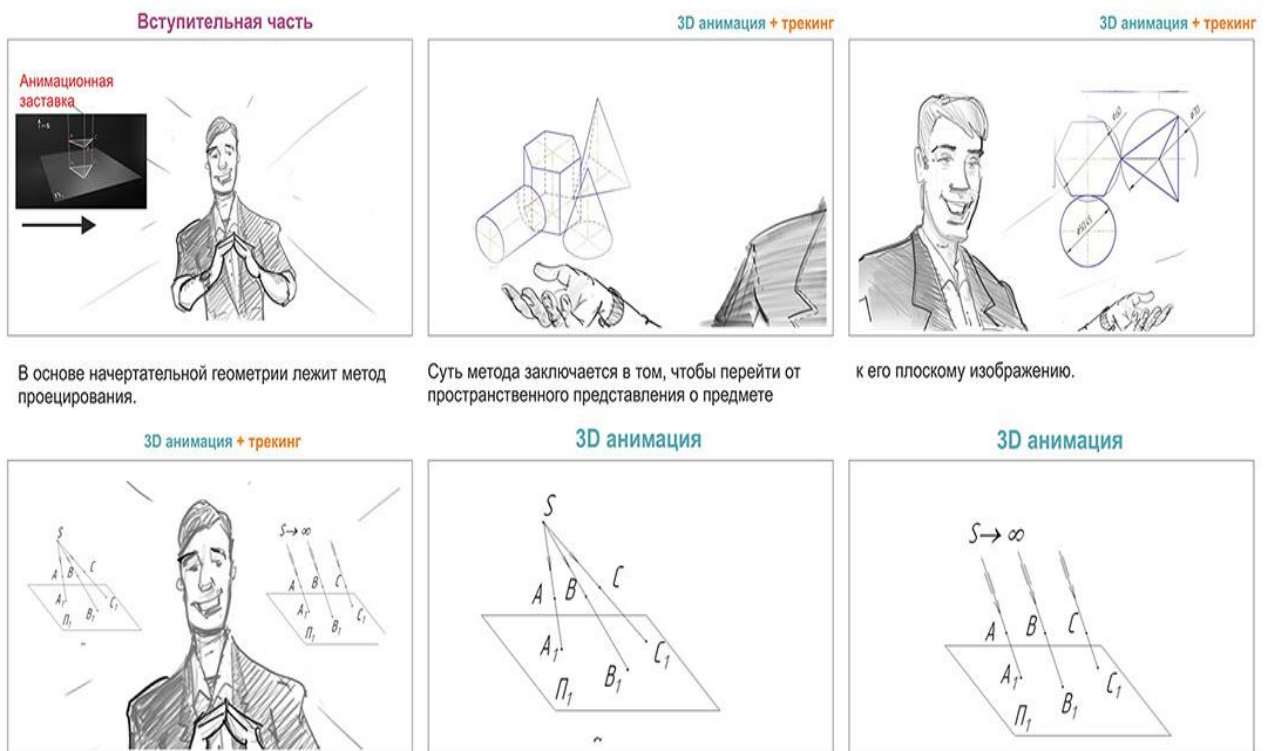 Вступительная часть
3D анимация + трекинг
3D анимация + трекинг
Анимационная
заставка
В основе начертательной геометрии лежит метод
проецирования.
Суть метода заключается в том, чтобы перейти от
пространственного представления о предмете
к его плоскому изображению.
3D анимация + трекинг
3D анимация
3D анимация
S
A B C
A₁ B₁ C₁
П₁
S→∞
A B C
A₁ B₁ C₁
П₁
S
A B C
A₁ B₁ C₁
П₁
S→∞
A B C
A₁ B₁ C₁
П₁